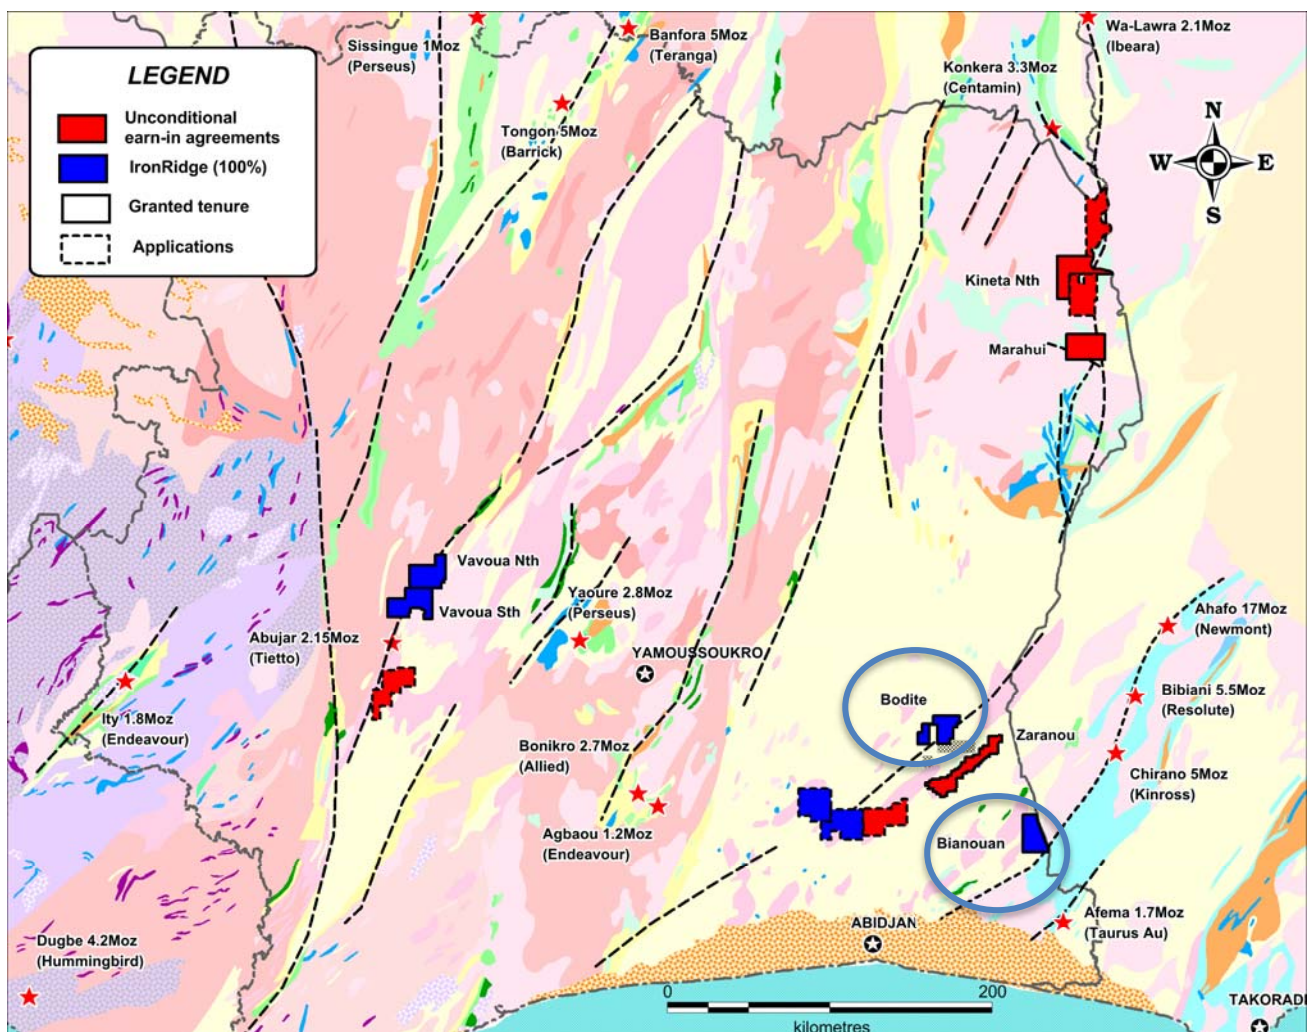 Sissingue 1Moz
(Perseus)
Banfora 5Moz
(Teranga)
Wa-Lawra 2.1Moz
(Ibeara)
Konkera 3.3Moz
(Centamin)
LEGEND
Unconditional
earn-in agreements
IronRidge (100%)
Granted tenure
Applications
Tongon 5Moz
(Barrick)
N
W
E
S
Kineta Nth
Marahui
Vavoua Nth
Vavoua Sth
Yaoure 2.8Moz
(Perseus)
Abujar 2.15Moz
(Tietto)
YAMOUSSOUKRO
Ahafo 17Moz
(Newmont)
Bodite
Bibiani 5.5Moz
(Resolute)
Ity 1.8Moz
(Endeavour)
Bonikro 2.7Moz
(Allied)
Zaranou
Chirano 5Moz
(Kinross)
Agbaou 1.2Moz
(Endeavour)
Bianouan
Dugbe 4.2Moz
(Hummingbird)
ABIDJAN
Afema 1.7Moz
(Taurus Au)
0
200
kilometres
TAKORADI